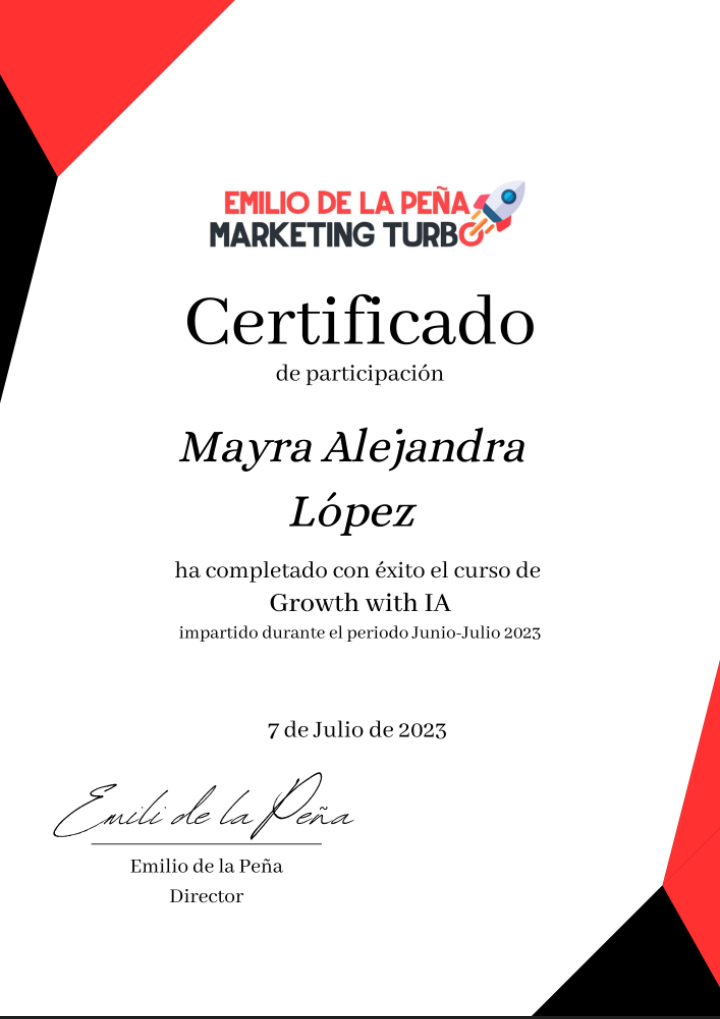 EMILIO DE LA PEÑA
MARKETING TURBO
Certificado
de participación
Mayra Alejandra
López
ha completado con éxito el curso de
Growth with IA
impartido durante el periodo Junio-Julio 2023
7 de Julio de 2023
Emili de la Peña
Emilio de la Peña
Director